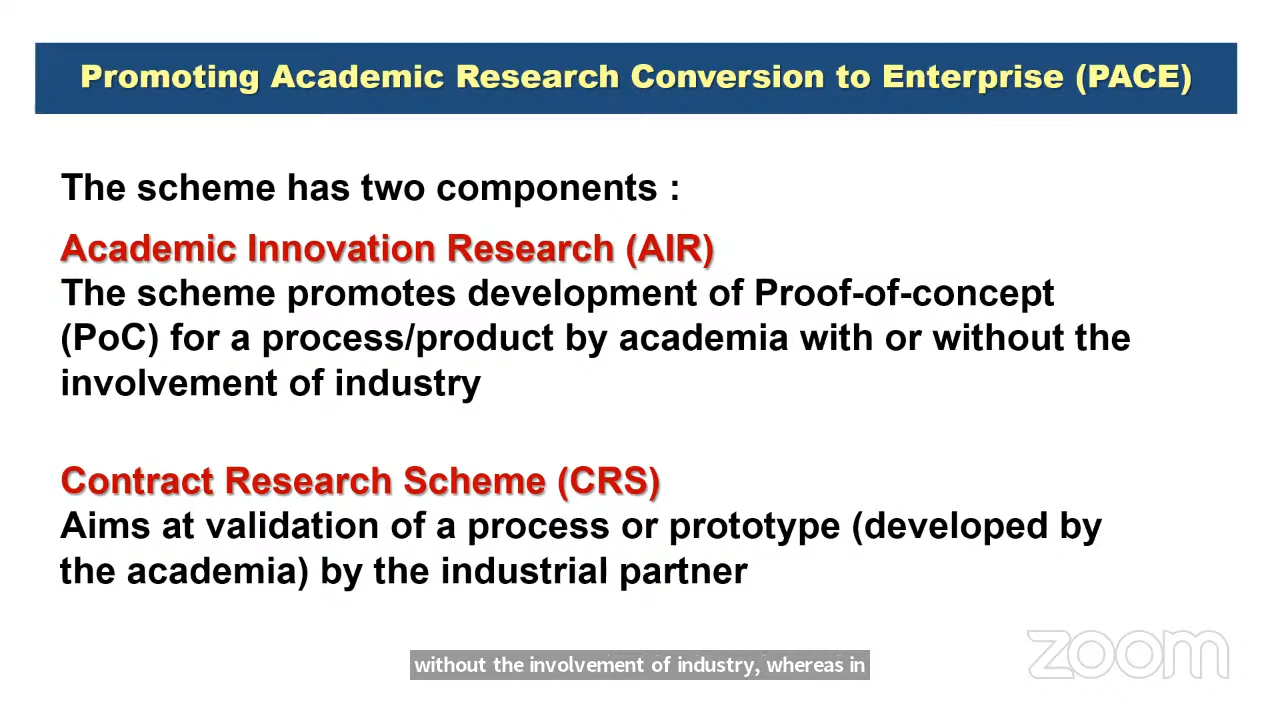 Promoting Academic Research Conversion to Enterprise (PACE)
The scheme has two components :
Academic Innovation Research (AIR)
The scheme promotes development of Proof-of-concept
(PoC) for a process/product by academia with or without the
involvement of industry
Contract Research Scheme (CRS)
Aims at validation of a process or prototype (developed by
the academia) by the industrial partner
without the involvement of industry, whereas in
zoom